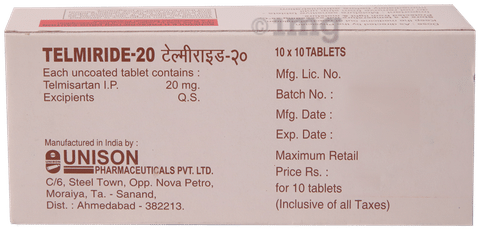 1mg
TELMIRIDE-20 टेल्मीराइड-२०
Each uncoated tablet contains :
Telmisartan I.P. 20 mg.
Excipients Q.S.
Manufactured in India by :
UNISON
PHARMACEUTICALS PVT. LTD.
C/6, Steel Town, Opp. Nova Petro,
Moraiya, Ta. - Sanand,
Dist. : Ahmedabad - 382213.
10 x 10 TABLETS
Mfg. Lic. No.
Batch No. :
Mfg. Date :
Exp. Date :
Maximum Retail
Price Rs. :
for 10 tablets
(Inclusive of all Taxes)